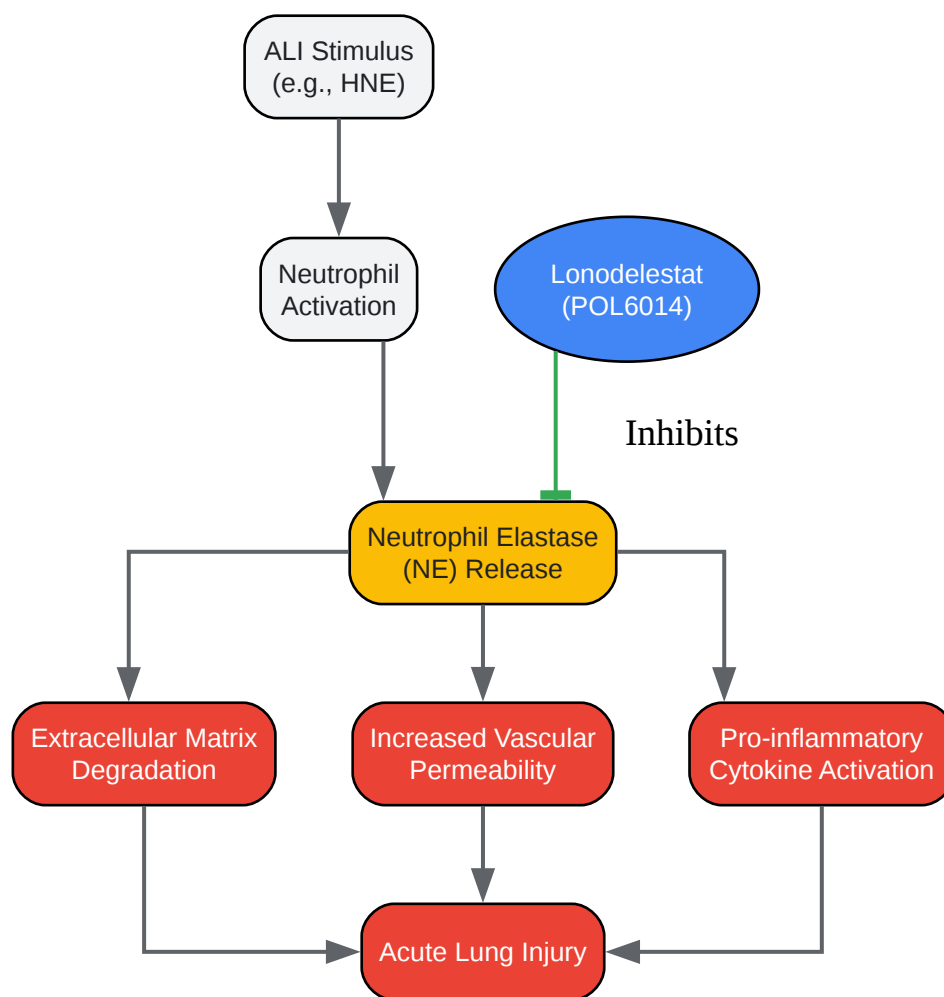 ALI Stimulus
(e.g., HNE)
Neutrophil
Activation
Lonodelestat
(POL6014)
Inhibits
Neutrophil Elastase
(NE) Release
Extracellular Matrix
Degradation
Increased Vascular
Permeability
Pro-inflammatory
Cytokine Activation
Acute Lung Injury